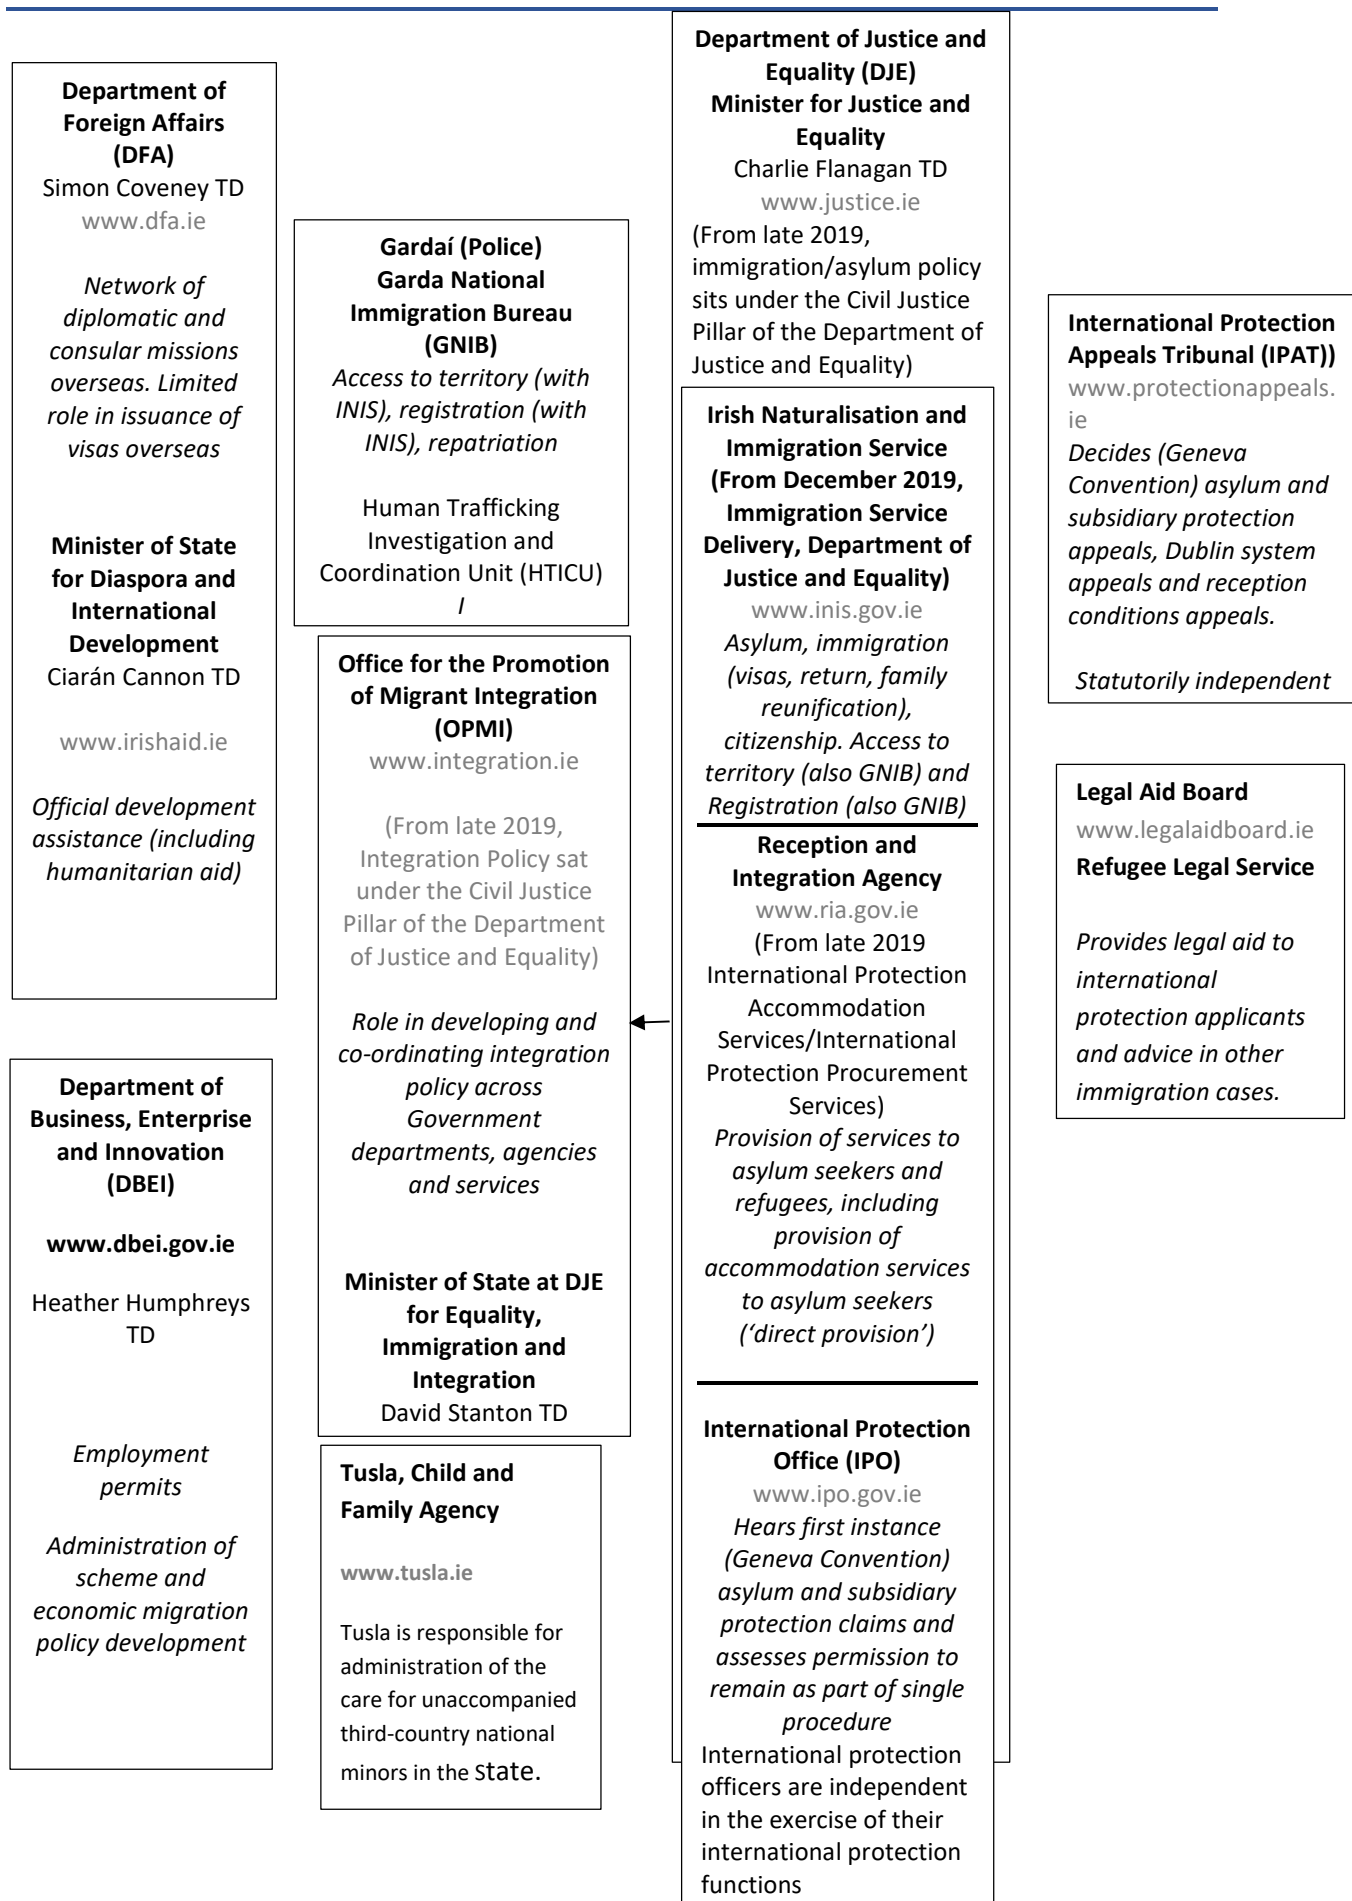 Department of
Foreign Affairs
(DFA)
Simon Coveney TD
www.dfa.ie
Network of
diplomatic and
consular missions
overseas. Limited
role in issuance of
visas overseas
Minister of State
for Diaspora and
International
Development
Ciarán Cannon TD
www.irishaid.ie
Official development
assistance (including
humanitarian aid)
Department of
Business, Enterprise
and Innovation
(DBEI)
www.dbei.gov.ie
Heather Humphreys
TD
Employment
permits
Administration of
scheme and
economic migration
policy development
Gardaí (Police)
Garda National
Immigration Bureau
(GNIB)
Access to territory (with
INIS), registration (with
INIS), repatriation
Human Trafficking
Investigation and
Coordination Unit (HTICU)
I
Office for the Promotion
of Migrant Integration
(OPMI)
www.integration.ie
(From late 2019,
Integration Policy sat
under the Civil Justice
Pillar of the Department
of Justice and Equality)
Role in developing and
co-ordinating integration
policy across
Government
departments, agencies
and services
Minister of State at DJE
for Equality,
Immigration and
Integration
David Stanton TD
Tusla, Child and
Family Agency
www.tusla.ie
Tusla is responsible for
administration of the
care for unaccompanied
third-country national
minors in the State.
Department of Justice and
Equality (DJE)
Minister for Justice and
Equality
Charlie Flanagan TD
www.justice.ie
(From late 2019,
immigration/asylum policy
sits under the Civil Justice
Pillar of the Department of
Justice and Equality)
Irish Naturalisation and
Immigration Service
(From December 2019,
Immigration Service
Delivery, Department of
Justice and Equality)
www.inis.gov.ie
Asylum, immigration
(visas, return, family
reunification),
citizenship. Access to
territory (also GNIB) and
Registration (also GNIB)
Reception and
Integration Agency
www.ria.gov.ie
(From late 2019
International Protection
Accommodation
Services/International
Protection Procurement
Services)
Provision of services to
asylum seekers and
refugees, including
provision of
accommodation services
to asylum seekers
(‘direct provision’)
International Protection
Office (IPO)
www.ipo.gov.ie
Hears first instance
(Geneva Convention)
asylum and subsidiary
protection claims and
assesses permission to
remain as part of single
procedure
International protection
officers are independent
in the exercise of their
international protection
functions
International Protection
Appeals Tribunal (IPAT))
www.protectionappeals.
ie
Decides (Geneva
Convention) asylum and
subsidiary protection
appeals, Dublin system
appeals and reception
conditions appeals.
Statutorily independent
Legal Aid Board
www.legalaidboard.ie
Refugee Legal Service
Provides legal aid to
international
protection applicants
and advice in other
immigration cases.